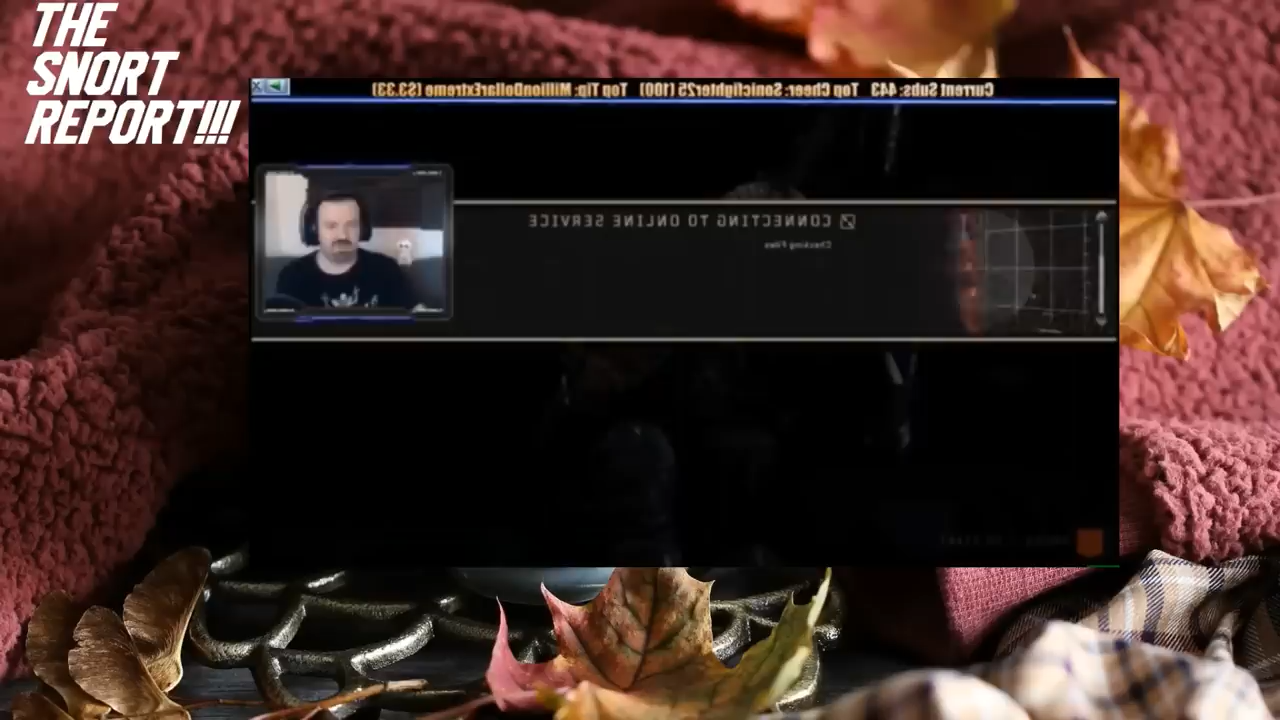 THE
SNORT
REPORT!!!
Current Subs: 443 Top Cheer: Sonicfighter25 (100) Top Tip: MillionDollarExtreme ($3.33)
CONNECTING TO ONLINE SERVICE
Checking Files